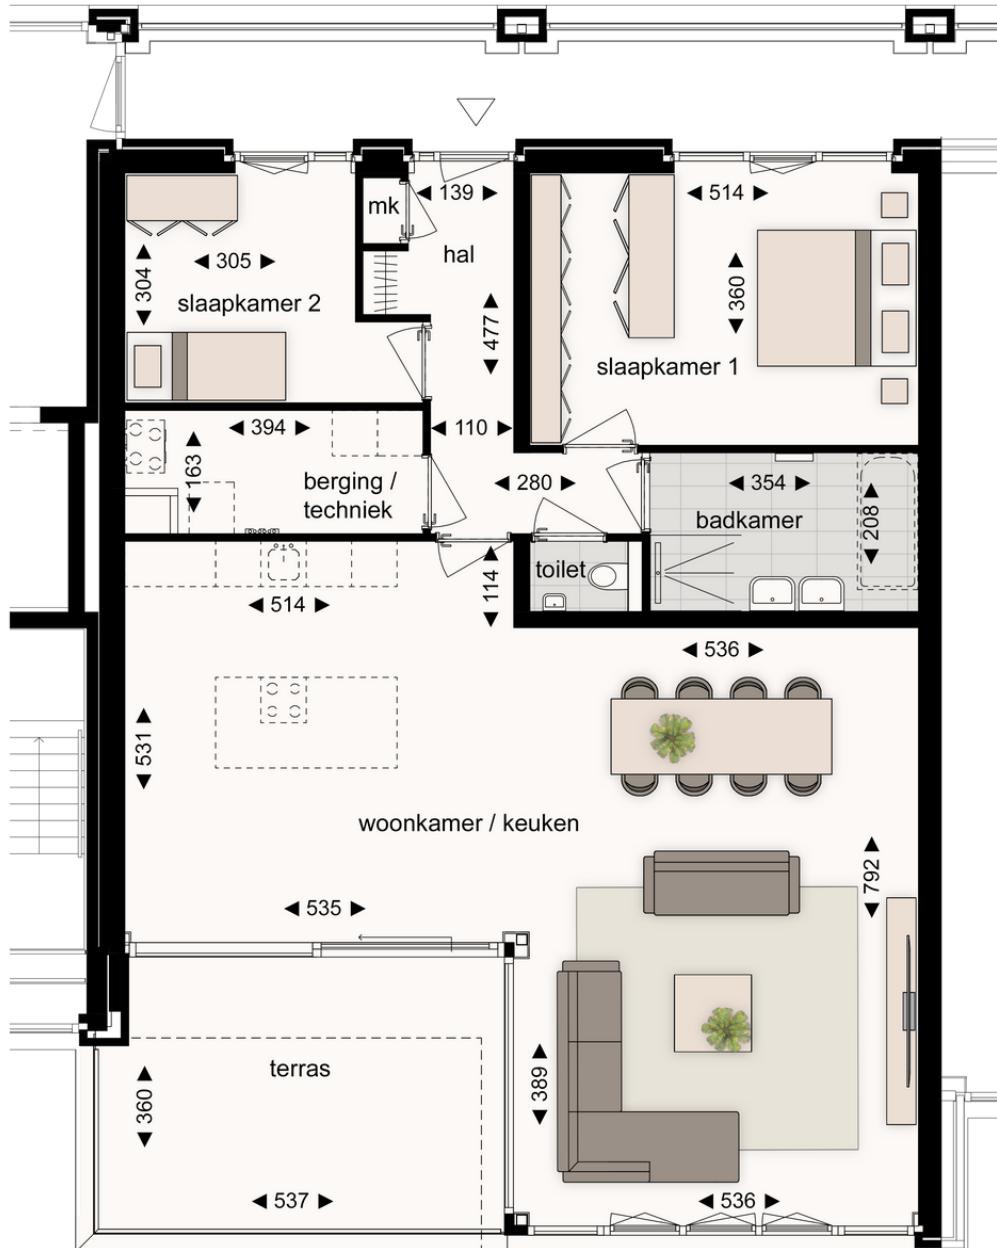 mk
◄ 139 ►
◄ 514 ►
hal
◄ 304 ►
◄ 305 ►
slaapkamer 2
◄ 360 ►
◄ 477 ►
slaapkamer 1
◄ 394 ►
◄ 110 ►
◄ 163 ►
berging /
techniek
◄ 280 ►
◄ 354 ►
badkamer
◄ 208 ►
toilet
◄ 114 ►
◄ 514 ►
◄ 536 ►
◄ 531 ►
woonkamer / keuken
◄ 792 ►
◄ 535 ►
terras
◄ 360 ►
◄ 389 ►
◄ 537 ►
◄ 536 ►